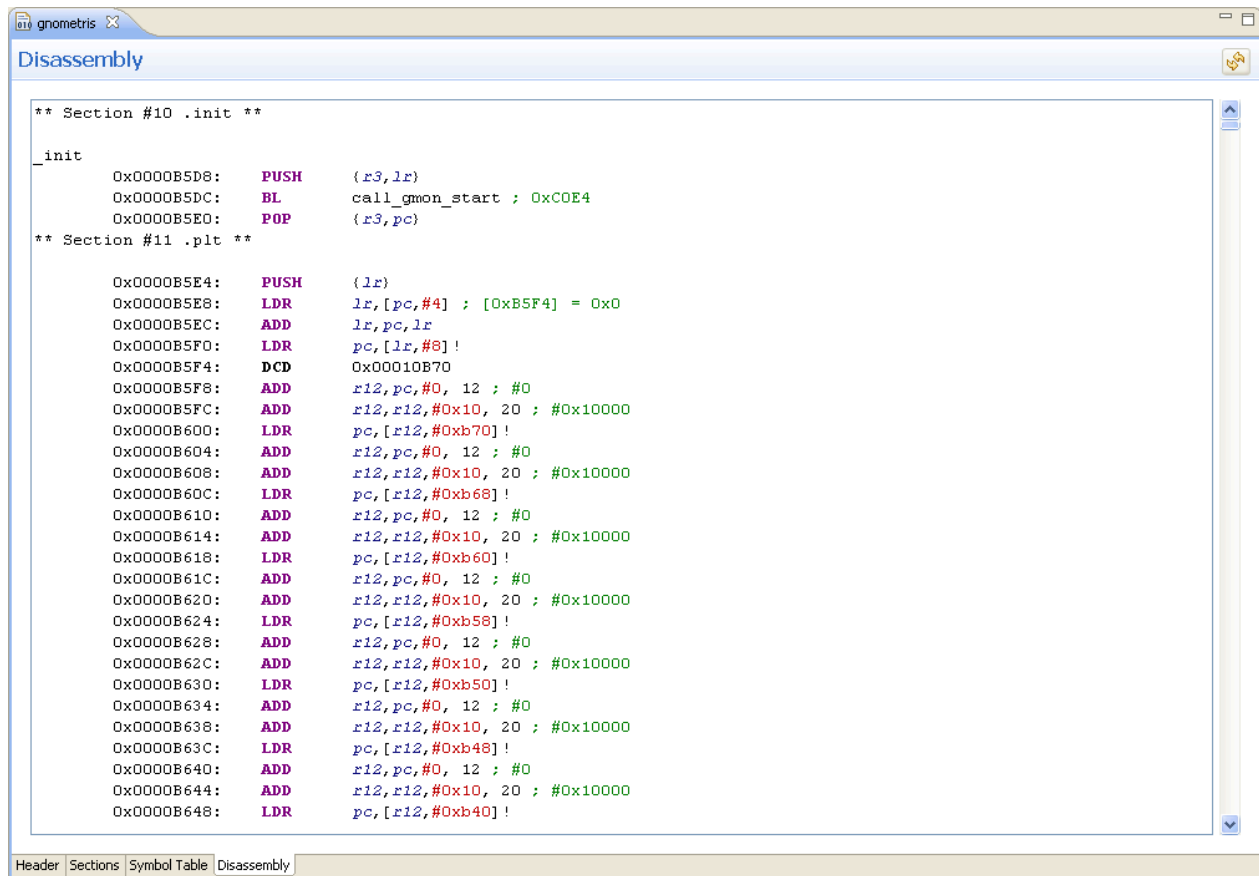 gnometris
Disassembly
** Section #10 .init **
_init
0x0000B5D8: PUSH {r3,lr}
0x0000B5DC: BL call_gmon_start ; 0xC0E4
0x0000B5E0: POP {r3,pc}
** Section #11 .plt **
0x0000B5E4: PUSH {lr}
0x0000B5E8: LDR lr,[pc,#4] ; [0xB5F4] = 0x0
0x0000B5EC: ADD lr,pc,lr
0x0000B5F0: LDR pc,[lr,#8]!
0x0000B5F4: DCD 0x00010B70
0x0000B5F8: ADD r12,pc,#0, 12 ; #0
0x0000B5FC: ADD r12,r12,#0x10, 20 ; #0x10000
0x0000B600: LDR pc,[r12,#0xb70]!
0x0000B604: ADD r12,pc,#0, 12 ; #0
0x0000B608: ADD r12,r12,#0x10, 20 ; #0x10000
0x0000B60C: LDR pc,[r12,#0xb68]!
0x0000B610: ADD r12,pc,#0, 12 ; #0
0x0000B614: ADD r12,r12,#0x10, 20 ; #0x10000
0x0000B618: LDR pc,[r12,#0xb60]!
0x0000B61C: ADD r12,pc,#0, 12 ; #0
0x0000B620: ADD r12,r12,#0x10, 20 ; #0x10000
0x0000B624: LDR pc,[r12,#0xb58]!
0x0000B628: ADD r12,pc,#0, 12 ; #0
0x0000B62C: ADD r12,r12,#0x10, 20 ; #0x10000
0x0000B630: LDR pc,[r12,#0xb50]!
0x0000B634: ADD r12,pc,#0, 12 ; #0
0x0000B638: ADD r12,r12,#0x10, 20 ; #0x10000
0x0000B63C: LDR pc,[r12,#0xb48]!
0x0000B640: ADD r12,pc,#0, 12 ; #0
0x0000B644: ADD r12,r12,#0x10, 20 ; #0x10000
0x0000B648: LDR pc,[r12,#0xb40]!
Header Sections Symbol Table Disassembly